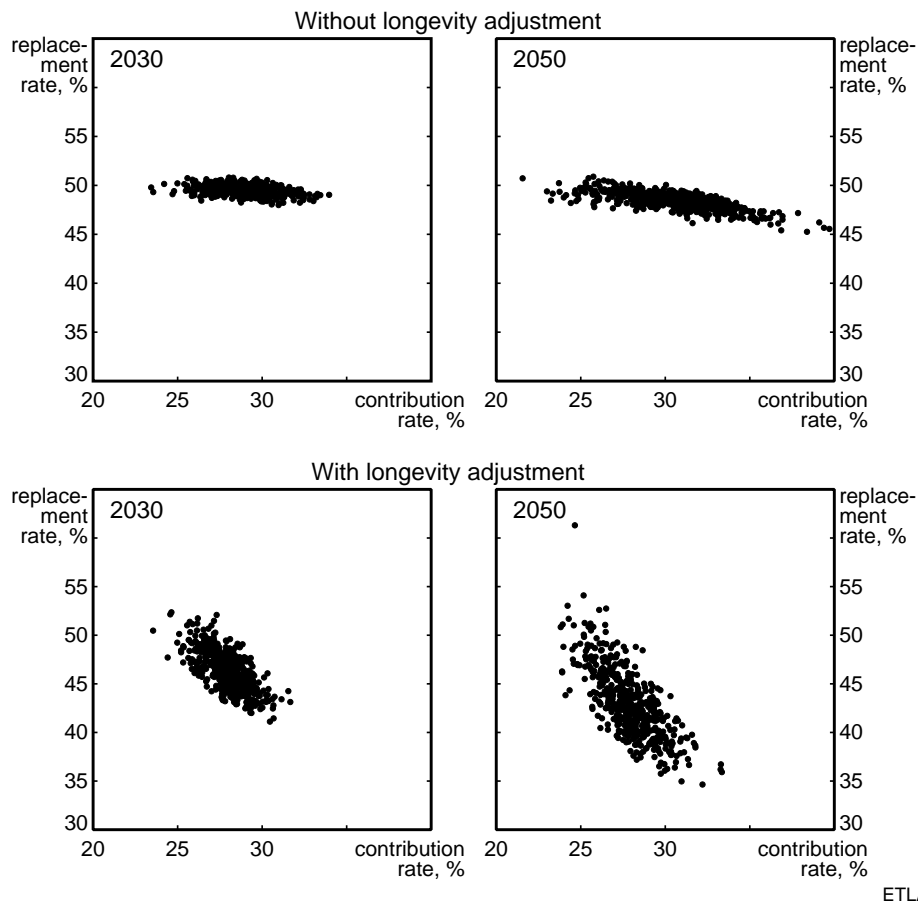 Without longevity adjustment
replace-
ment
rate, %
2030
55
50
45
40
35
30
20
25
30
contribution
rate, %
2050
replace-
ment
rate, %
55
50
45
40
35
30
20
25
30
contribution
rate, %
With longevity adjustment
replace-
ment
rate, %
2030
55
50
45
40
35
30
20
25
30
contribution
rate, %
2050
replace-
ment
rate, %
55
50
45
40
35
30
20
25
30
contribution
rate, %
ETL